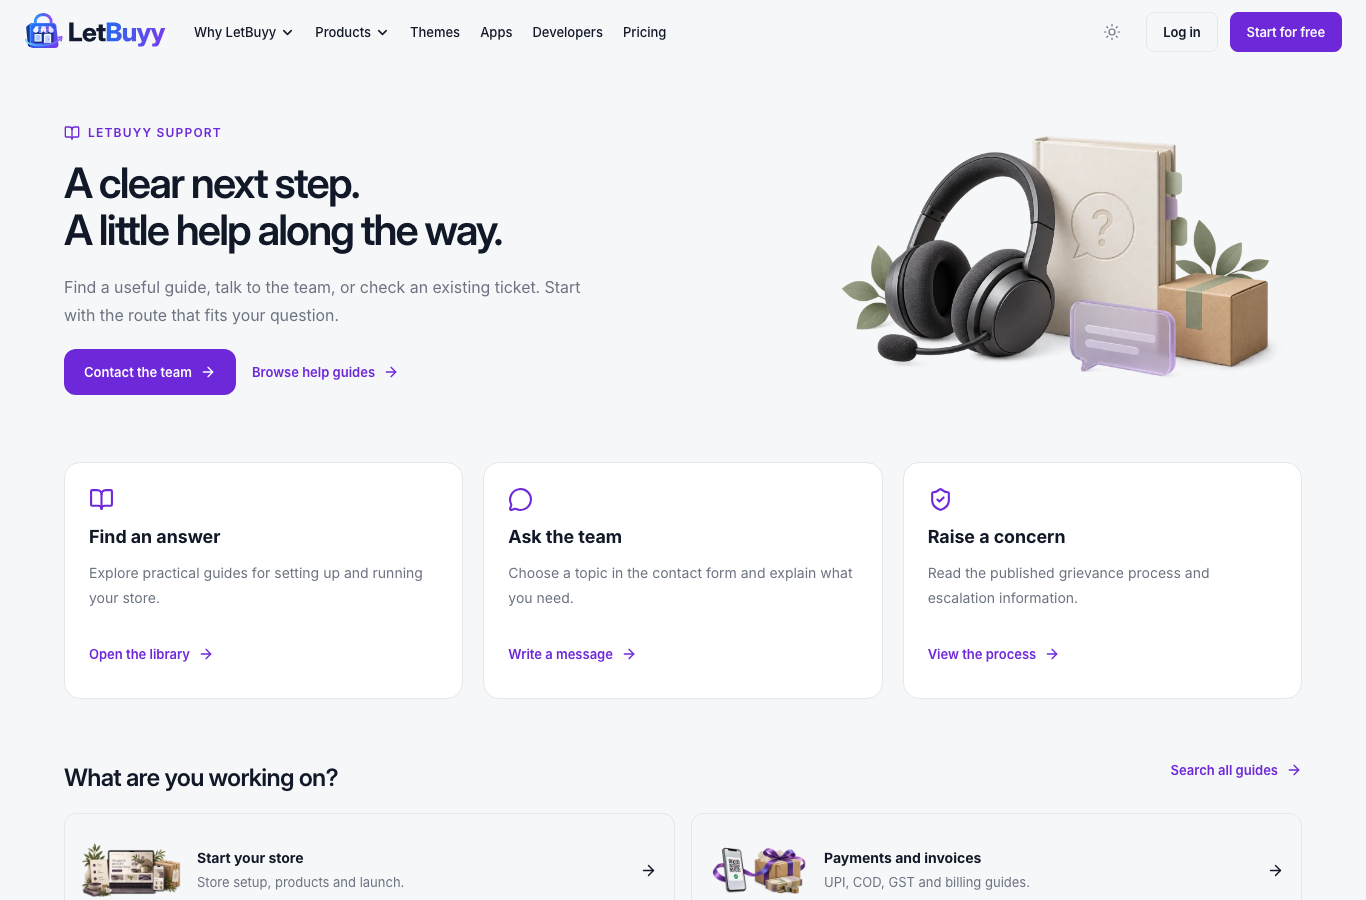 LetBuyy
Why LetBuyy
Products
Themes
Apps
Developers
Pricing
Log in
Start for free
LETBUYY SUPPORT
A clear next step.
A little help along the way.
Find a useful guide, talk to the team, or check an existing ticket. Start
with the route that fits your question.
Contact the team
Browse help guides
?
Find an answer
Explore practical guides for setting up and running
your store.
Open the library
Ask the team
Choose a topic in the contact form and explain what
you need.
Write a message
Raise a concern
Read the published grievance process and
escalation information.
View the process
What are you working on?
Search all guides
Start your store
Store setup, products and launch.
Payments and invoices
UPI, COD, GST and billing guides.